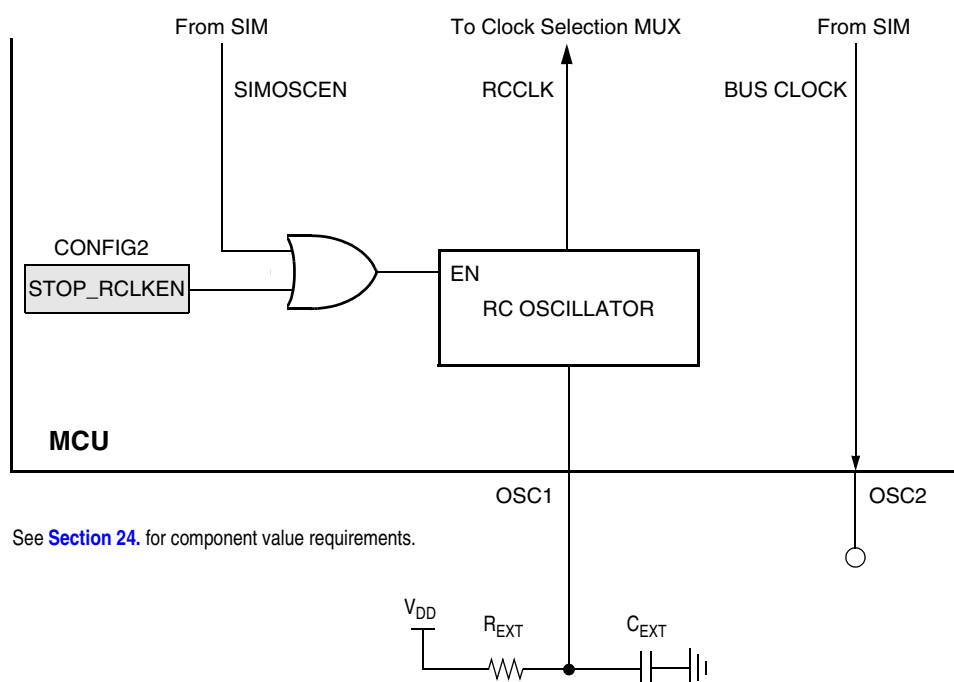 From SIM
To Clock Selection MUX
From SIM
SIMOSCEN
RCCLK
BUS CLOCK
CONFIG2
STOP_RCLKEN
EN
RC OSCILLATOR
MCU
OSC1
OSC2
See Section 24. for component value requirements.
VDD
REXT
CEXT